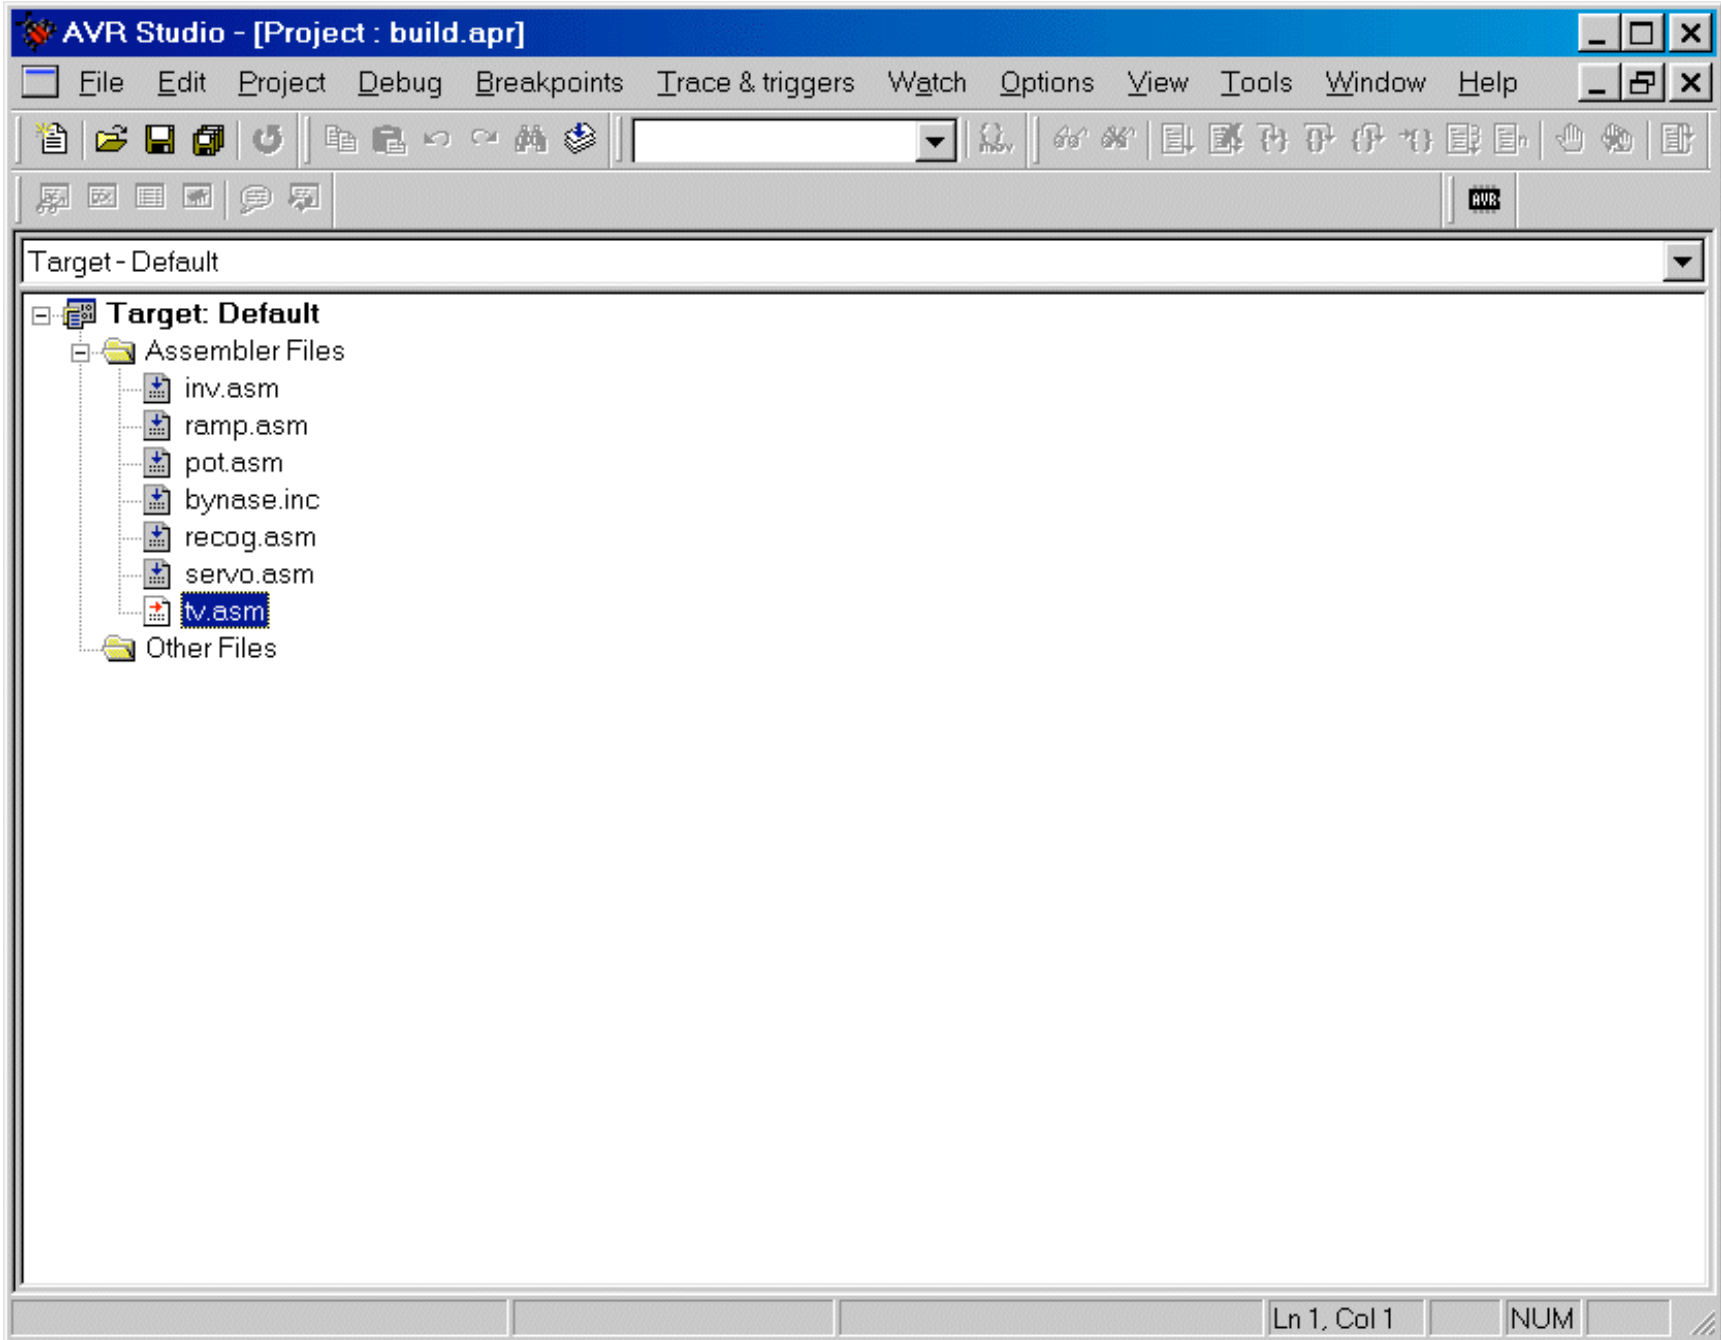 AVR Studio - [Project : build.apr]
File Edit Project Debug Breakpoints Trace & triggers Watch Options View Tools Window Help
AVR
Target - Default
Target: Default
Assembler Files
inv.asm
ramp.asm
pot.asm
bynase.inc
recog.asm
servo.asm
tv.asm
Other Files
Ln 1, Col 1 NUM